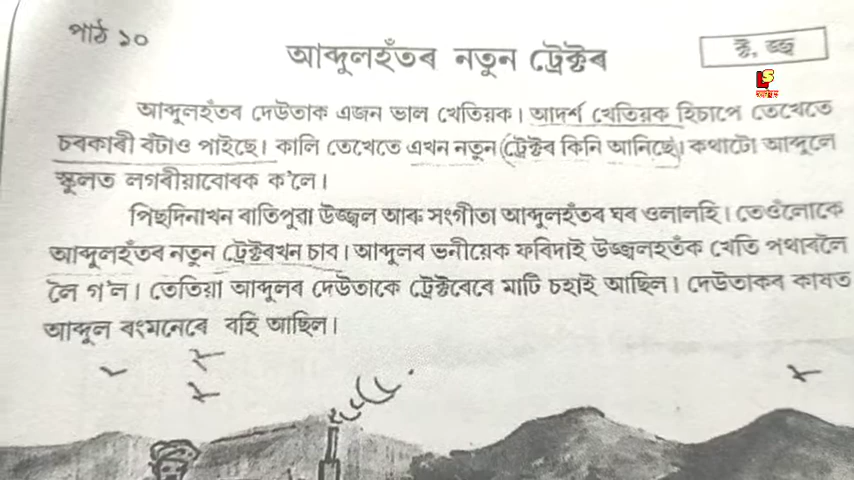 পাঠ ১০
আব্দুলহঁতৰ নতুন ট্ৰেক্টৰ
ক্ট, জ্জ্ব
LS
আব্দুলহঁতৰ দেউতাক এজন ভাল খেতিয়ক। আদৰ্শ খেতিয়ক হিচাপে তেখেতে
চৰকাৰী বঁটাও পাইছে। কালি তেখেতে এখন নতুন ট্ৰেক্টৰ কিনি আনিছে। কথাটো আব্দুলে
স্কুলত লগৰীয়াবোৰক ক'লে।
পিছদিনাখন ৰাতিপুৱা উজ্জ্বল আৰু সংগীতা আব্দুলহঁতৰ ঘৰ ওলালহি। তেওঁলোকে
আব্দুলহঁতৰ নতুন ট্ৰেক্টৰখন চাব। আব্দুলৰ ভনীয়েক ফৰিদাই উজ্জ্বলহতঁক খেতি পথাৰলৈ
লৈ গ'ল। তেতিয়া আব্দুলৰ দেউতাকে ট্ৰেক্টৰেৰে মাটি চহাই আছিল। দেউতাকৰ কাষত
আব্দুল ৰংমনেৰে বহি আছিল।